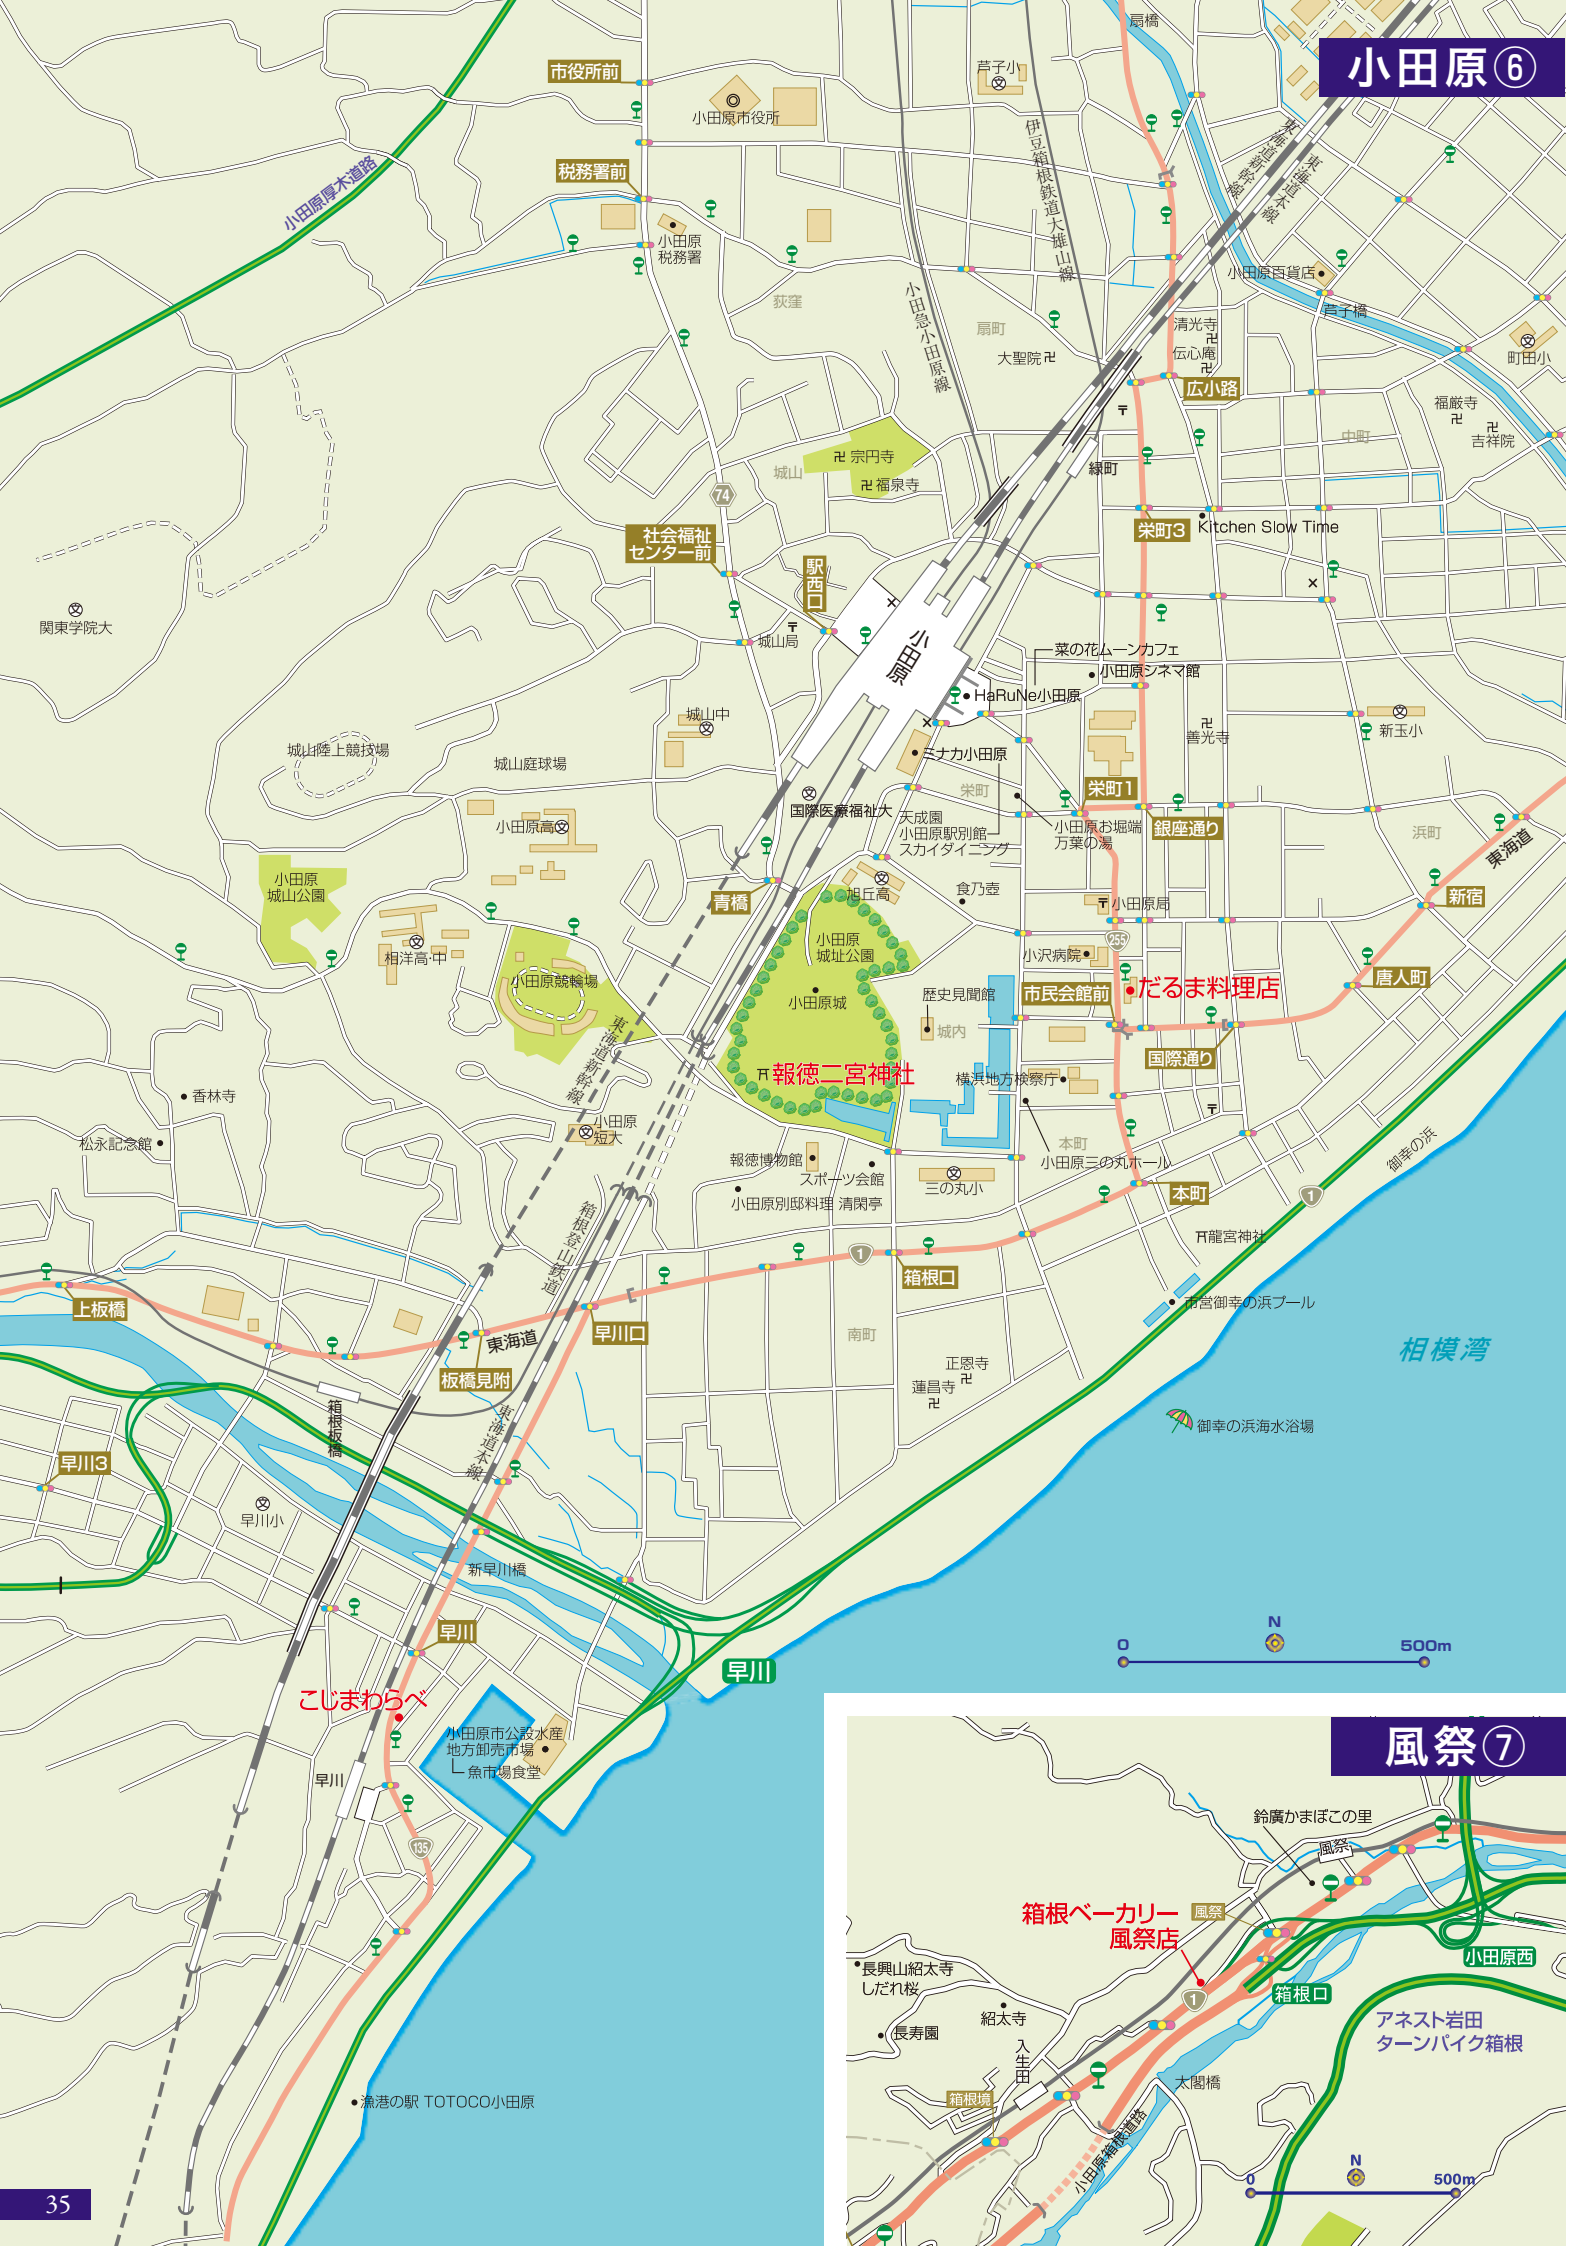 小田原⑥
扇橋
芦子小
市役所前
小田原市役所
税務署前
小田原
税務署
小田原厚木道路
伊豆箱根鉄道大雄山線
東海道新幹線
東海道本線
小田急小田原線
荻窪
扇町
小田原百貨店
芦子橋
清光寺
伝心庵
大聖院
町田小
広小路
福厳寺
吉祥院
中町
宗円寺
城山
福泉寺
緑町
74
栄町3
Kitchen Slow Time
社会福祉
センター前
駅西口
関東学院大
城山局
小田原
菜の花ムーンカフェ
小田原シネマ館
HaRuNe小田原
城山中
善光寺
新玉小
城山陸上競技場
城山庭球場
ミナカ小田原
栄町
栄町1
国際医療福祉大
天成園
小田原駅別館
スカイダイニング
小田原お堀端
万葉の湯
銀座通り
浜町
東海道
小田原高
小田原
城山公園
青橋
旭丘高
食乃壺
小田原局
新宿
255
小田原
城址公園
相洋高・中
小沢病院
唐人町
小田原競輪場
小田原城
歴史見聞館
市民会館前
だるま料理店
城内
国際通り
東海道新幹線
報徳二宮神社
横浜地方検察庁
香林寺
小田原
短大
松永記念館
本町
小田原三の丸ホール
御幸の浜
報徳博物館
スポーツ会館
三の丸小
小田原別邸料理 清閑亭
本町
1
箱根登山鉄道
龍宮神社
1
箱根口
上板橋
市営御幸の浜プール
早川口
東海道
南町
板橋見附
相模湾
正恩寺
蓮昌寺
箱根板橋
東海道本線
御幸の浜海水浴場
早川3
早川小
新早川橋
早川
早川
N
0
500m
こじまわらべ
小田原市公設水産
地方卸売市場
魚市場食堂
早川
135
漁港の駅 TOTOCO小田原
35
風祭⑦
鈴廣かまぼこの里
風祭
箱根ベーカリー
風祭店
風祭
小田原西
長興山紹太寺
しだれ桜
1
箱根口
紹太寺
長寿園
アネスト岩田
ターンパイク箱根
入生田
太閤橋
箱根境
小田原箱根道路
N
0
500m